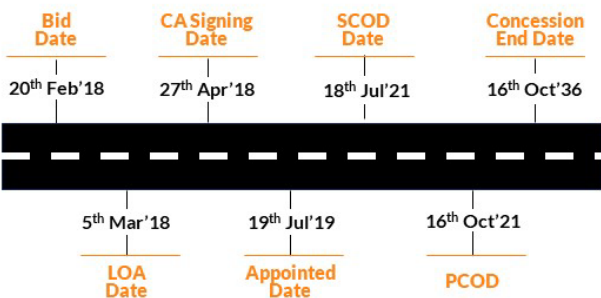 Bid
Date
CA Signing
Date
SCOD
Date
Concession
End Date
20th Feb'18
27th Apr'18
18th Jul'21
16th Oct'36
5th Mar'18
19th Jul'19
16th Oct'21
LOA
Date
Appointed
Date
PCOD